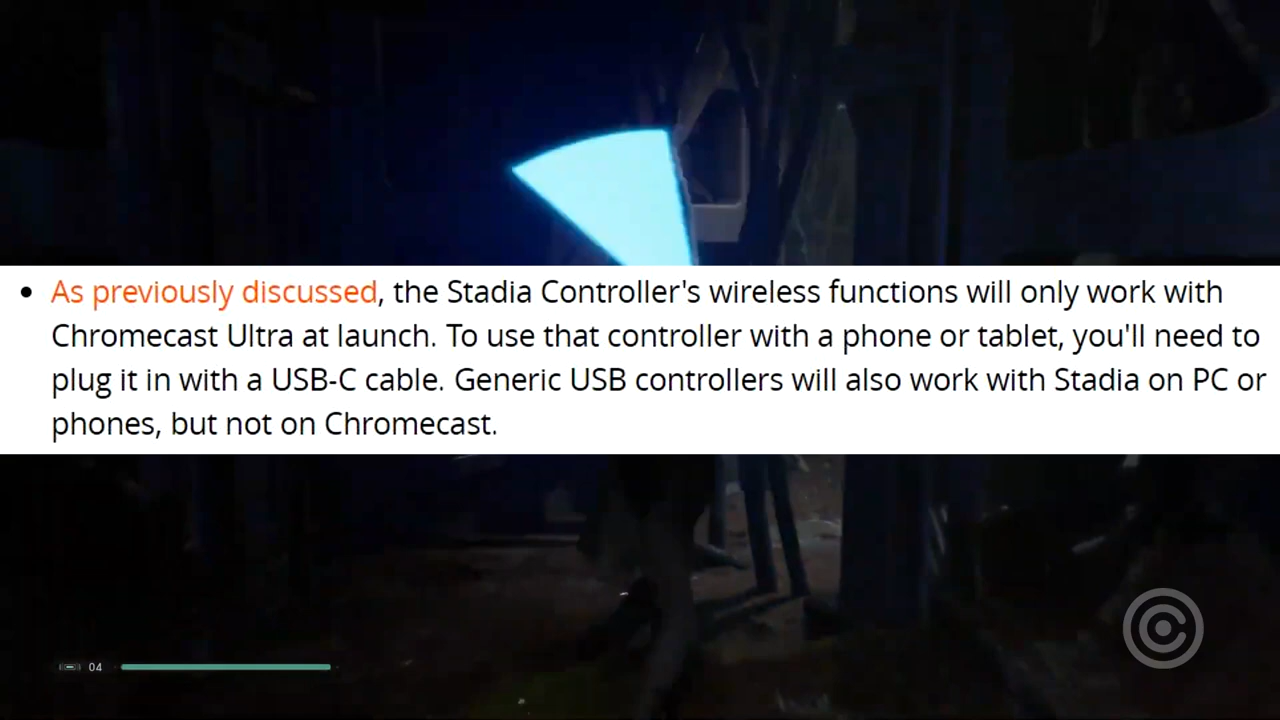 As previously discussed, the Stadia Controller's wireless functions will only work with
Chromecast Ultra at launch. To use that controller with a phone or tablet, you'll need to
plug it in with a USB-C cable. Generic USB controllers will also work with Stadia on PC or
phones, but not on Chromecast.
04